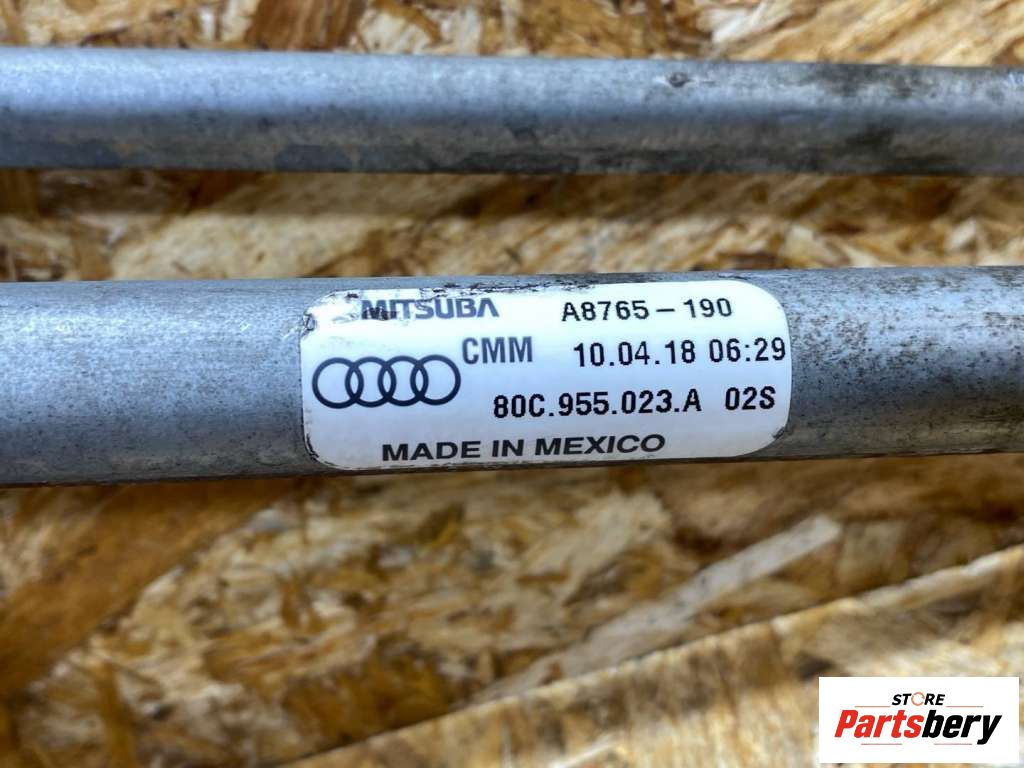 MITSUBA A8765-190
CMM 10.04.18 06:29
80C.955.023.A 02S
MADE IN MEXICO
STORE
Partsbery